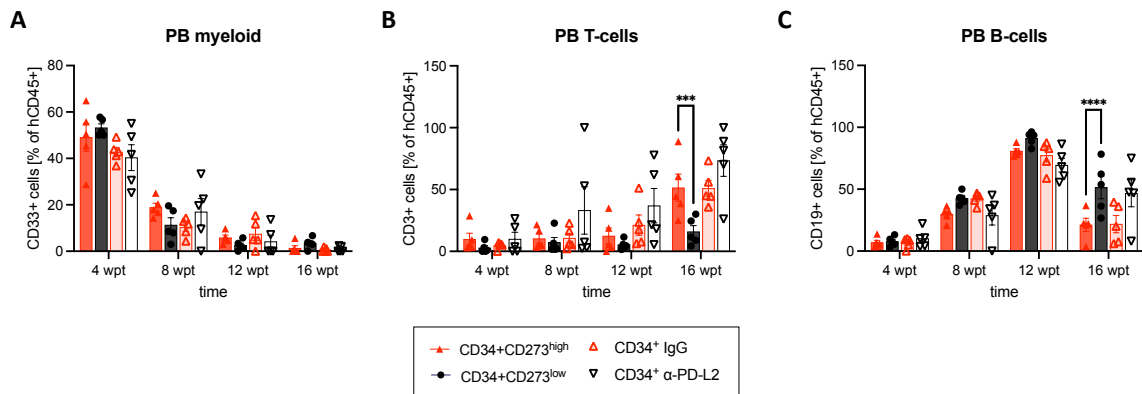 A
PB myeloid
CD3+ cells [% of hCD45+]
80
60
40
20
0
4 wpt 8 wpt 12 wpt 16 wpt
time
B
PB T-cells
CD3+ cells [% of hCD45+]
150
100
50
0
***
4 wpt 8 wpt 12 wpt 16 wpt
time
C
PB B-cells
CD19+ cells [% of hCD45+]
150
100
50
0
****
4 wpt 8 wpt 12 wpt 16 wpt
time
CD34+CD273high CD34+ IgG
CD34+CD273low CD34+ α-PD-L2